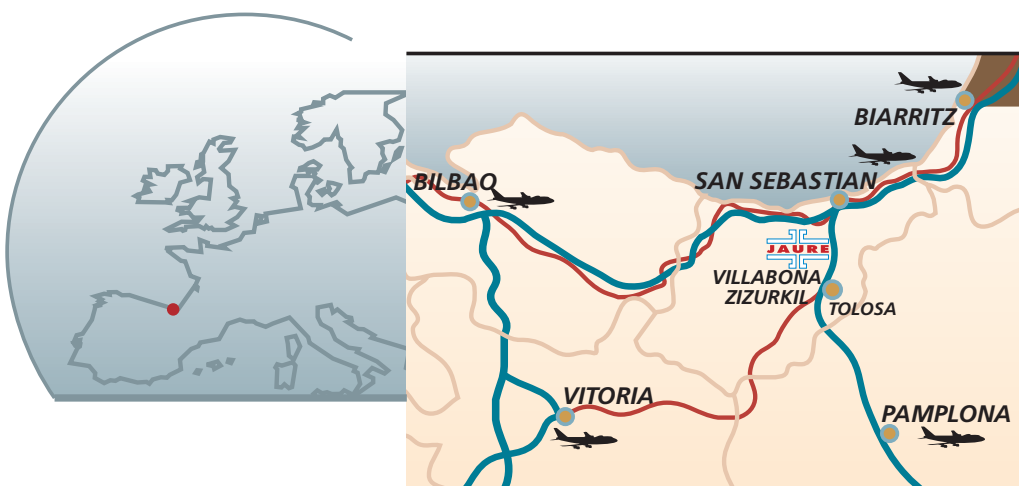 BIARRITZ
BILBAO
SAN SEBASTIAN
JAURE
VILLABONA
ZIZURKIL
TOLOSA
VITORIA
PAMPLONA